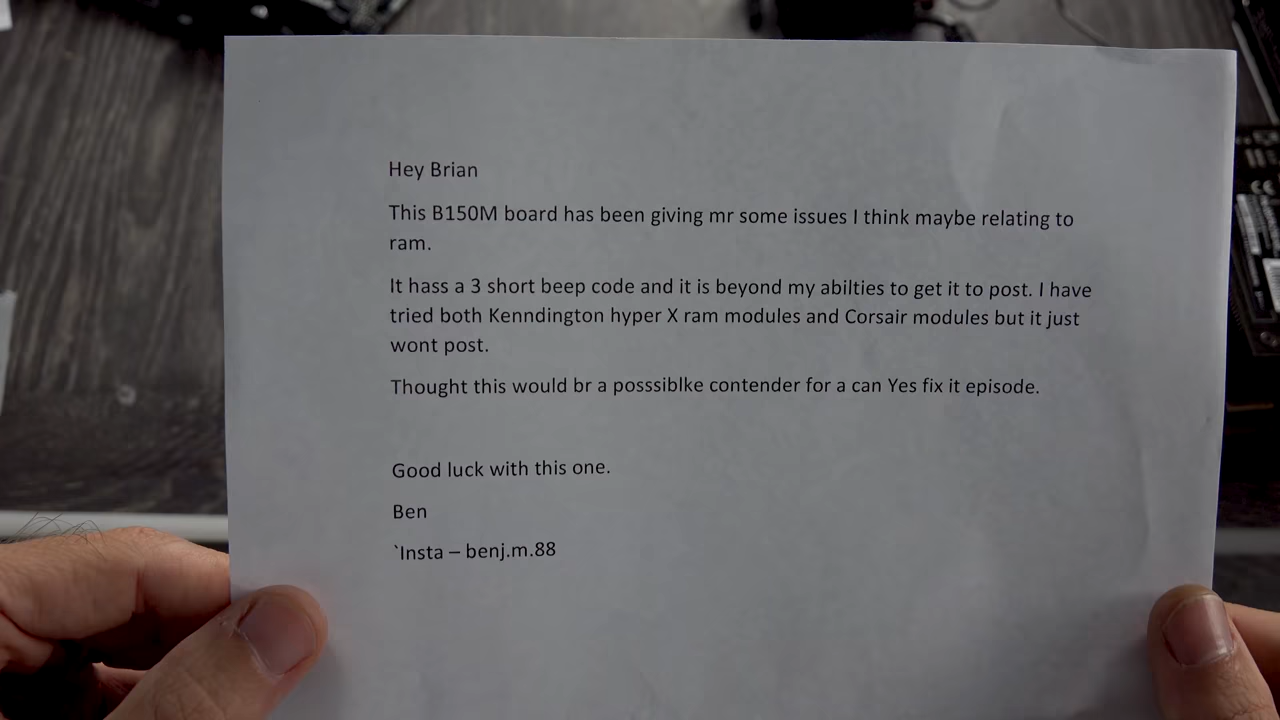 Hey Brian
This B150M board has been giving mr some issues I think maybe relating to
ram.
It hass a 3 short beep code and it is beyond my abilties to get it to post. I have
tried both Kenndington hyper X ram modules and Corsair modules but it just
wont post.
Thought this would br a posssiblke contender for a can Yes fix it episode.
Good luck with this one.
Ben
`Insta – benj.m.88